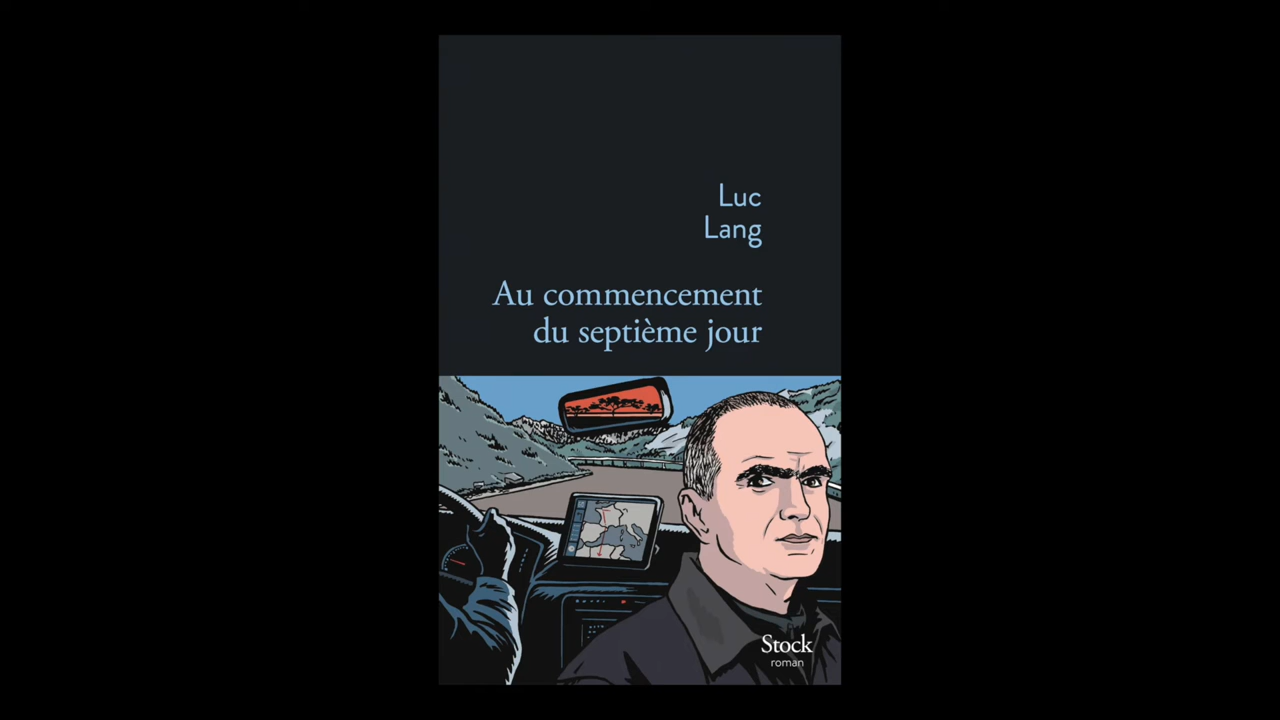 Luc
Lang
Au commencement
du septième jour
Stock
roman